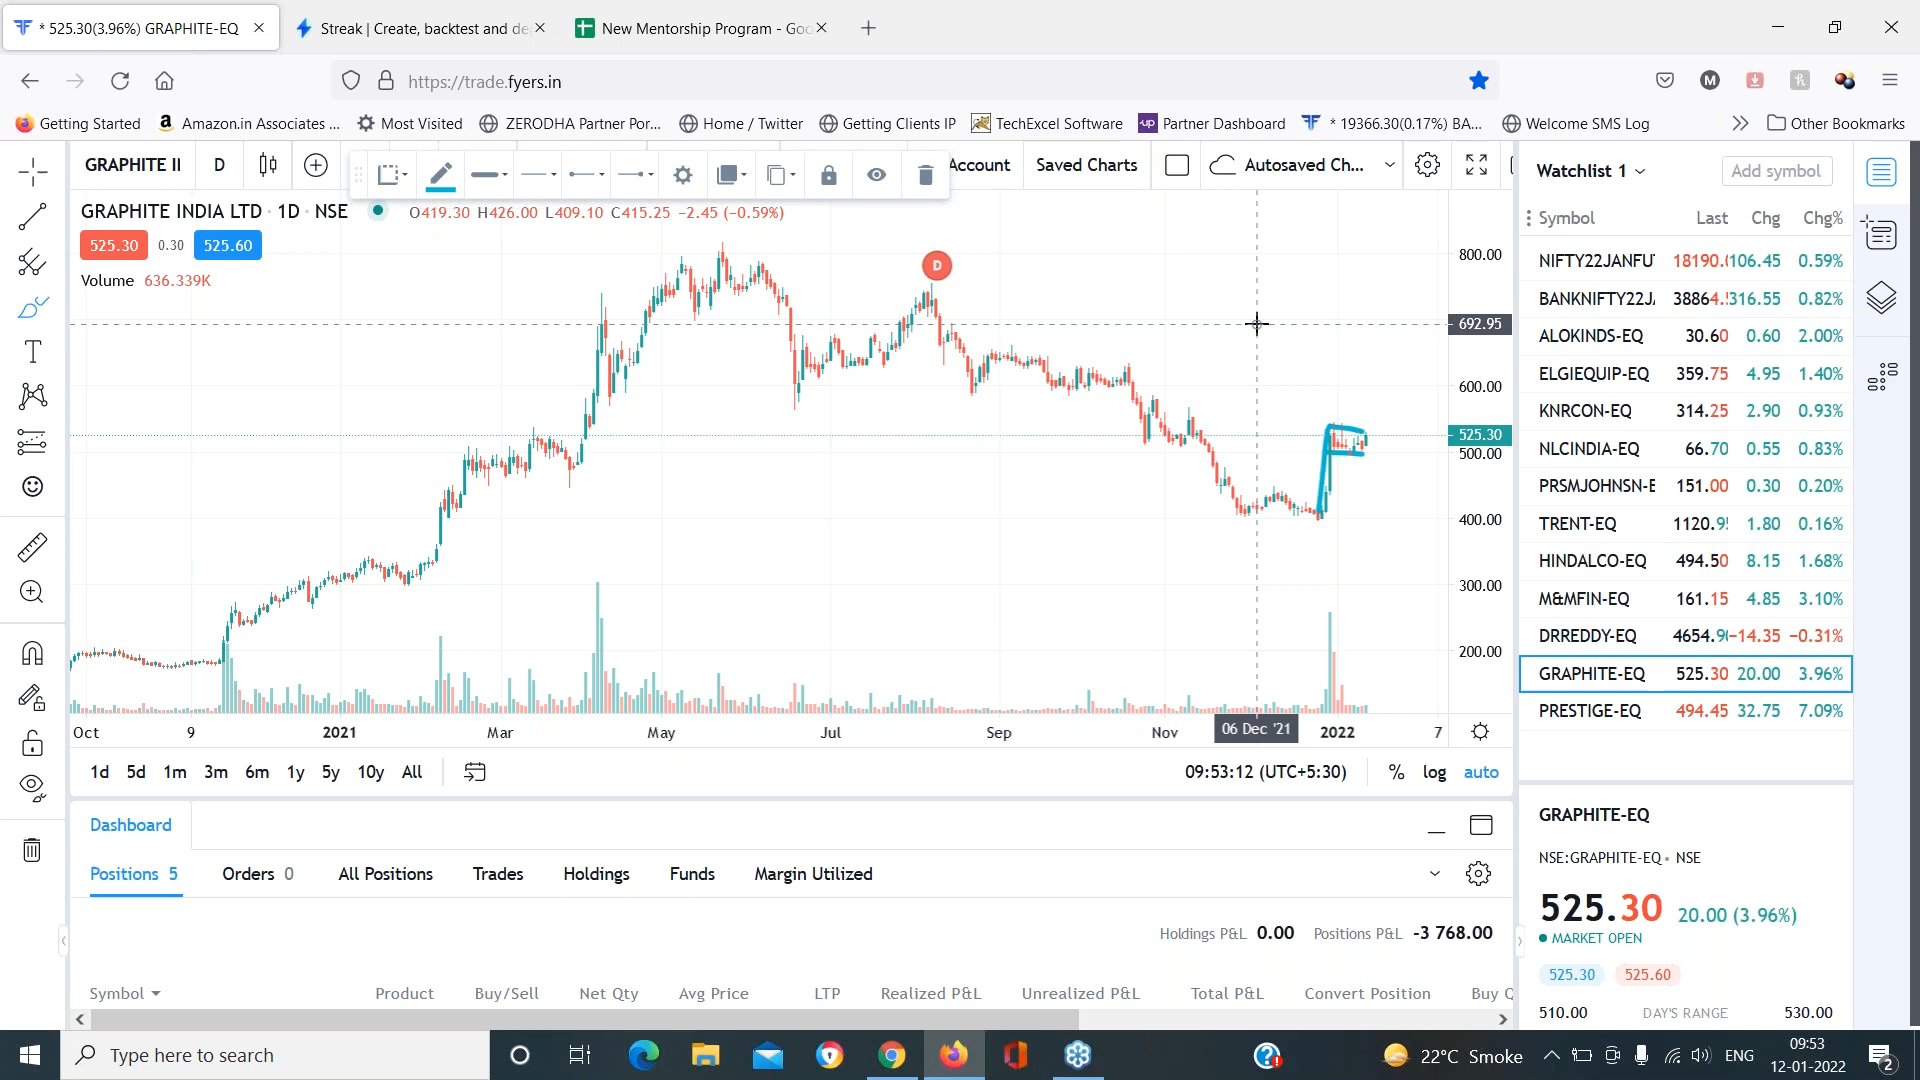 * 525.30(3.96%) GRAPHITE-EQ
Streak | Create, backtest and de
New Mentorship Program - Goo
https://trade.fyers.in
M
Getting Started
Amazon.in Associates ...
Most Visited
ZERODHA Partner Por...
Home / Twitter
Getting Clients IP
TechExcel Software
up Partner Dashboard
* 19366.30(0.17%) BA...
Welcome SMS Log
Other Bookmarks
GRAPHITE II
D
Account
Saved Charts
Autosaved Ch...
GRAPHITE INDIA LTD · 1D · NSE
O419.30 H426.00 L409.10 C415.25 −2.45 (−0.59%)
525.30
0.30
525.60
Volume 636.339K
D
800.00
692.95
600.00
525.30
500.00
400.00
300.00
200.00
Oct
9
2021
Mar
May
Jul
Sep
Nov
06 Dec '21
2022
7
1d 5d 1m 3m 6m 1y 5y 10y All
09:53:12 (UTC+5:30)
% log auto
Dashboard
Positions 5
Orders 0
All Positions
Trades
Holdings
Funds
Margin Utilized
Holdings P&L 0.00
Positions P&L -3 768.00
Symbol
Product
Buy/Sell
Net Qty
Avg Price
LTP
Realized P&L
Unrealized P&L
Total P&L
Convert Position
Buy Q
Watchlist 1
Add symbol
Symbol Last Chg Chg%
NIFTY22JANFU 18190.( 106.45 0.59%
BANKNIFTY22J 38864. 316.55 0.82%
ALOKINDS-EQ 30.60 0.60 2.00%
ELGIEQUIP-EQ 359.75 4.95 1.40%
KNRCON-EQ 314.25 2.90 0.93%
NLCINDIA-EQ 66.70 0.55 0.83%
PRSMJOHNSN-E 151.00 0.30 0.20%
TRENT-EQ 1120.9 1.80 0.16%
HINDALCO-EQ 494.50 8.15 1.68%
M&MFIN-EQ 161.15 4.85 3.10%
DRREDDY-EQ 4654.9 −14.35 −0.31%
GRAPHITE-EQ 525.30 20.00 3.96%
PRESTIGE-EQ 494.45 32.75 7.09%
GRAPHITE-EQ
NSE:GRAPHITE-EQ • NSE
525.30 20.00 (3.96%)
MARKET OPEN
525.30 525.60
510.00 DAY'S RANGE 530.00
Type here to search
22°C Smoke
ENG
09:53
12-01-2022
2